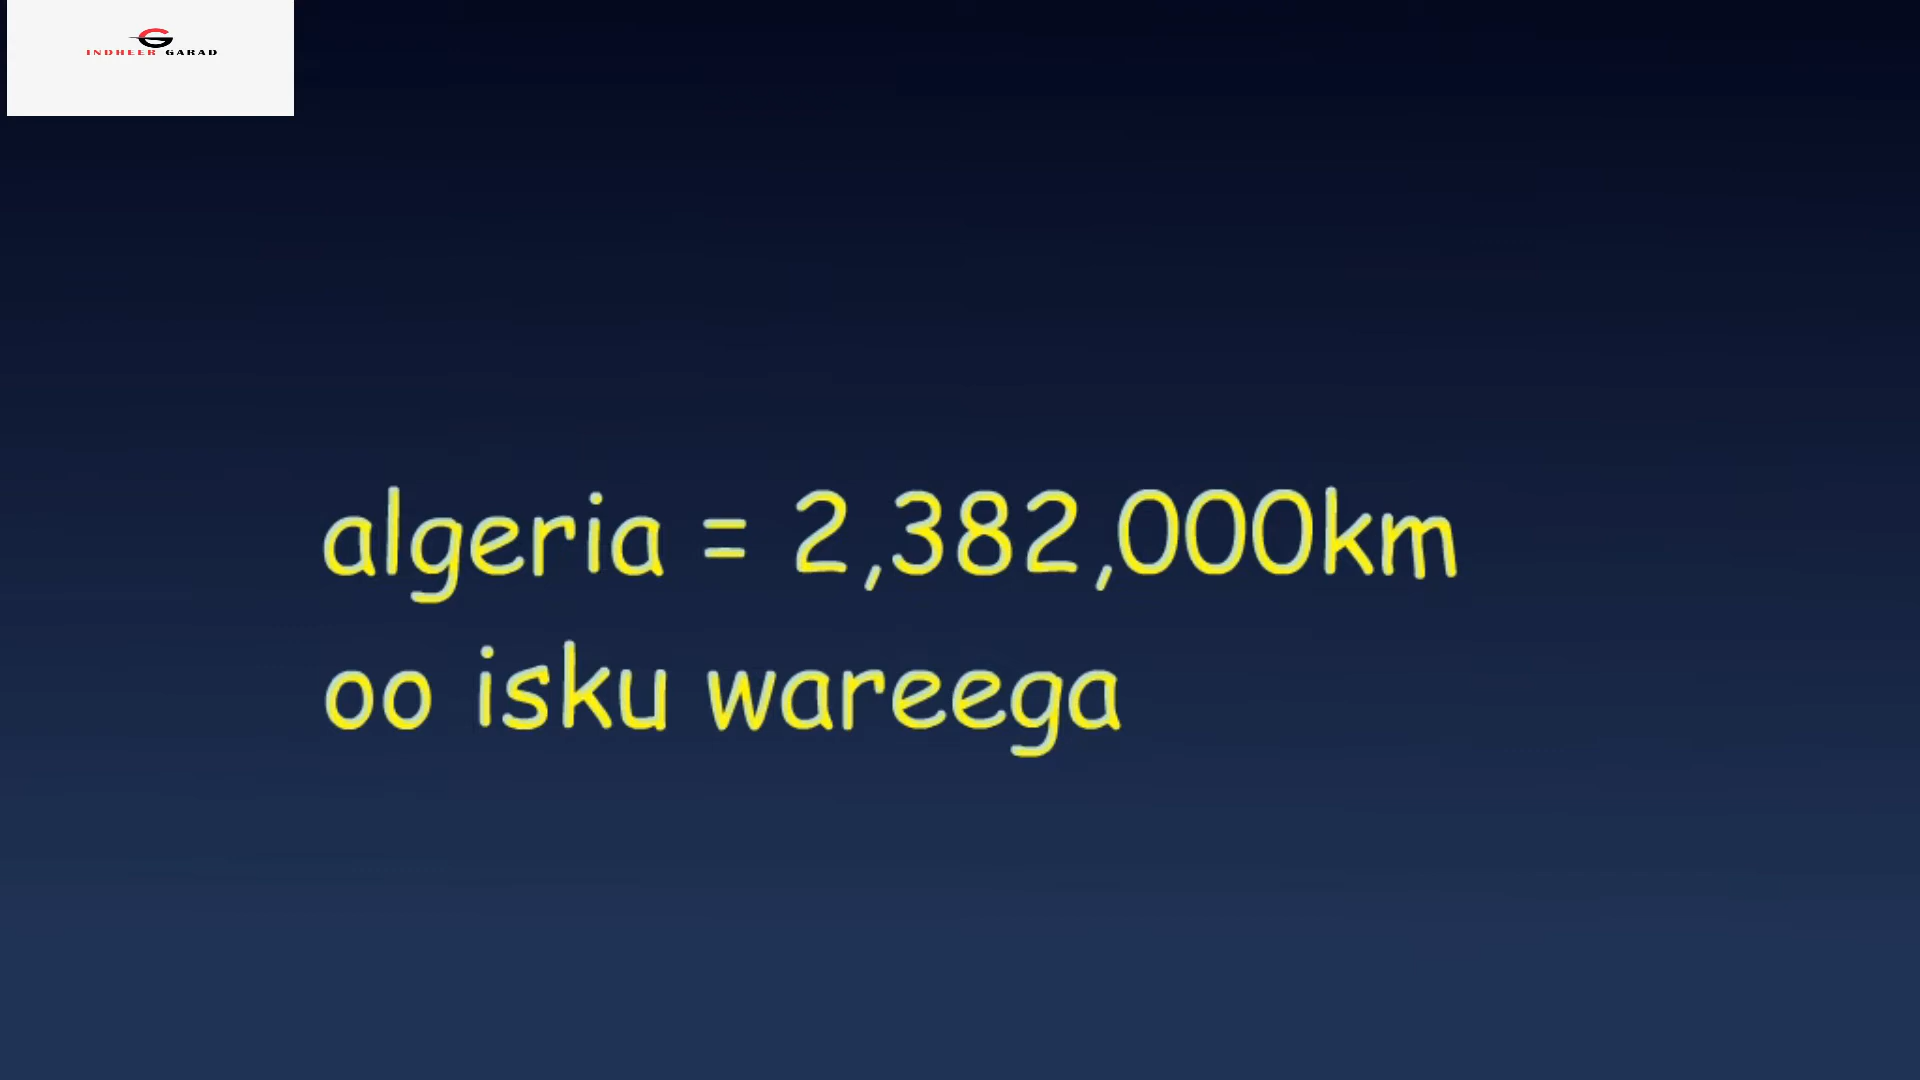 INDHEER GARAD
algeria = 2,382,000km
oo isku wareega